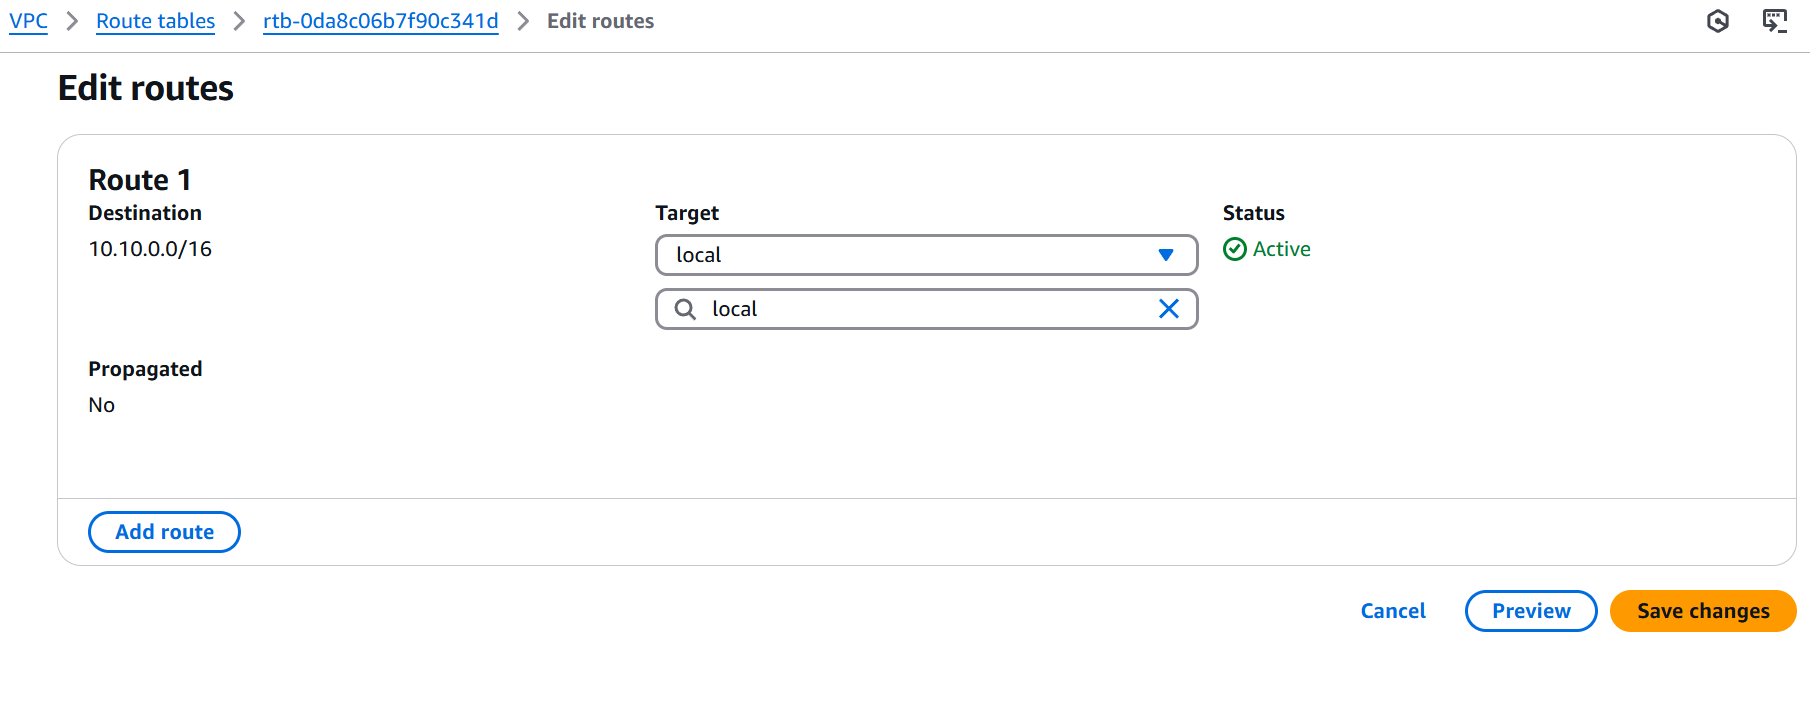 VPC > Route tables > rtb-0da8c06b7f90c341d > Edit routes
Edit routes
Route 1
Destination
10.10.0.0/16
Target
local
local
Status
Active
Propagated
No
Add route
Cancel Preview Save changes